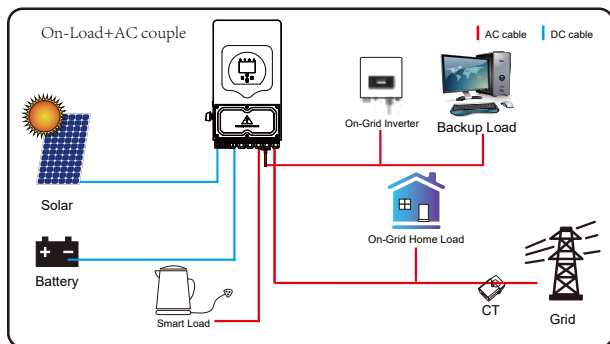 On-Load+AC couple
AC cable
DC cable
On-Grid Inverter
Backup Load
Solar
On-Grid Home Load
Battery
Smart Load
CT
Grid